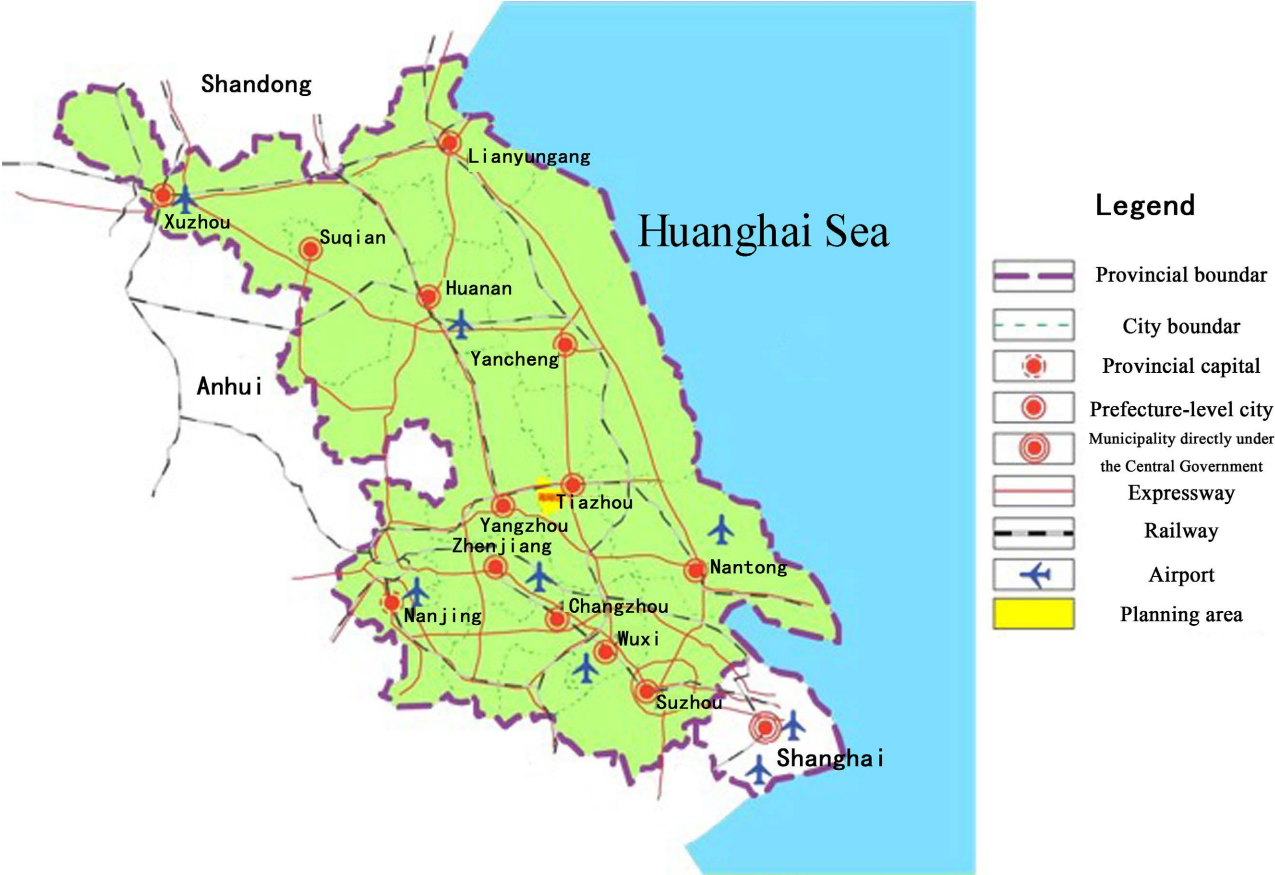 Shandong
Lianyungang
Xuzhou
Suqian
Huanghai Sea
Huanan
Yancheng
Anhui
Tiazhou
Yangzhou
Zhenjiang
Nantong
Nanjing
Changzhou
Wuxi
Suzhou
Shanghai
Legend
Provincial boundar
City boundar
Provincial capital
Prefecture-level city
Municipality directly under
the Central Government
Expressway
Railway
Airport
Planning area